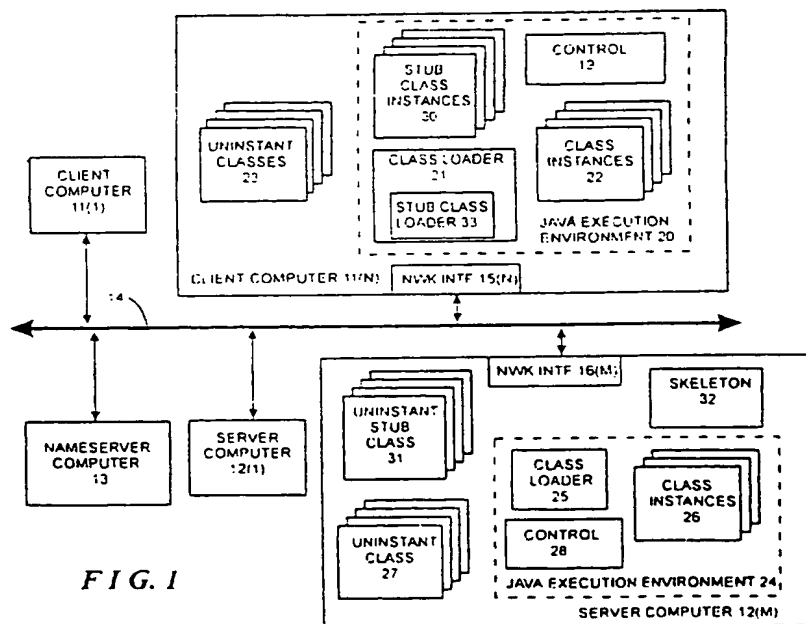 CLIENT
COMPUTER
11(1)
UNINSTANT
CLASSES
23
STUB
CLASS
INSTANCES
30
CONTROL
CLASS LOADER
21
STUB CLASS
LOADER 33
CLASS
INSTANCES
22
JAVA EXECUTION
ENVIRONMENT 20
CLIENT COMPUTER 11(N)
NWK INTF 15(N)
14
NAMESERVER
COMPUTER
13
SERVER
COMPUTER
12(1)
NWK INTF 16(M)
UNINSTANT
STUB
CLASS
31
SKELETON
32
UNINSTANT
CLASS
27
CLASS
LOADER
25
CONTROL
28
CLASS
INSTANCES
26
JAVA EXECUTION ENVIRONMENT 24
SERVER COMPUTER 12(M)
FIG. 1